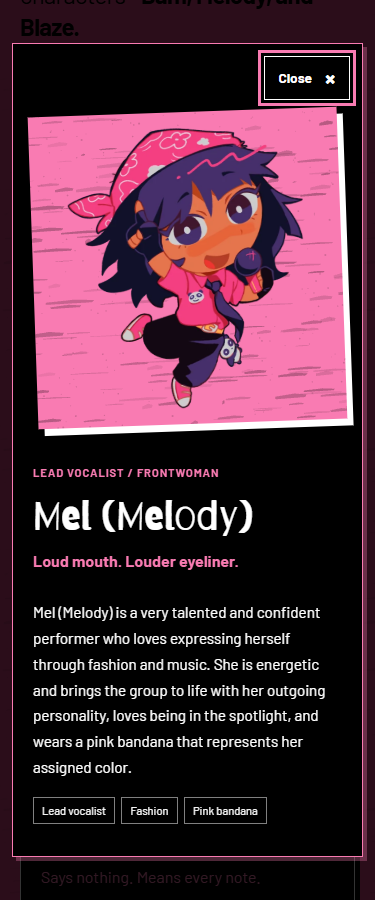 characters - Bam, Melody, and
Blaze.
Close ✖
LEAD VOCALIST / FRONTWOMAN
Mel (Melody)
Loud mouth. Louder eyeliner.
Mel (Melody) is a very talented and confident
performer who loves expressing herself
through fashion and music. She is energetic
and brings the group to life with her outgoing
personality, loves being in the spotlight, and
wears a pink bandana that represents her
assigned color.
Lead vocalist Fashion Pink bandana
Says nothing. Means every note.